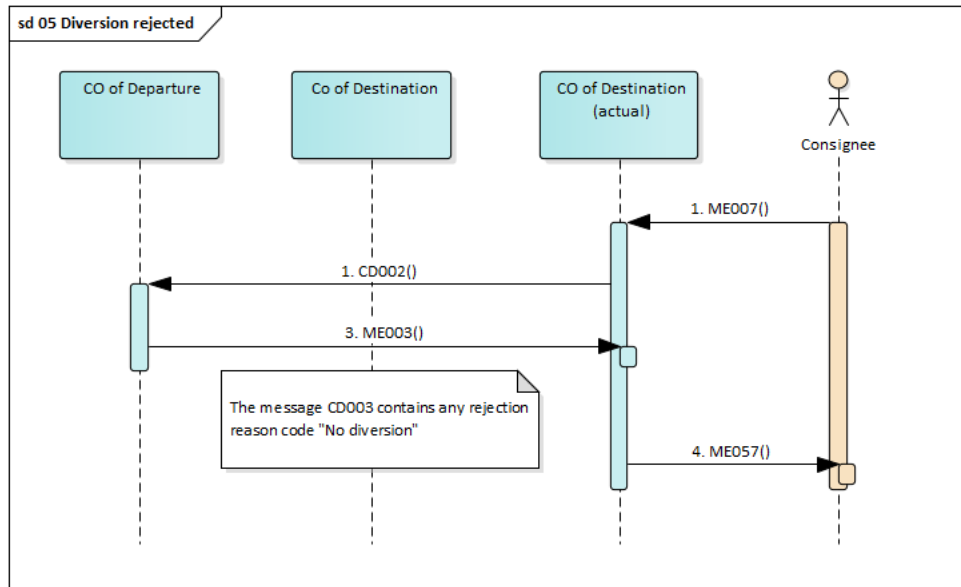 sd 05 Diversion rejected
CO of Departure
Co of Destination
CO of Destination
(actual)
Consignee
1. ME007()
1. CD002()
3. ME003()
The message CD003 contains any rejection
reason code "No diversion"
4. ME057()